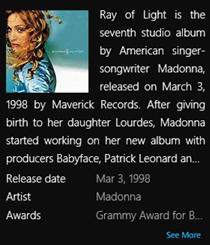 Ray of Light is the
seventh studio album
by American singer-
songwriter Madonna,
released on March 3,
1998 by Maverick Records. After giving
birth to her daughter Lourdes, Madonna
started working on her new album with
producers Babyface, Patrick Leonard an...
Release date Mar 3, 1998
Artist Madonna
Awards Grammy Award for B...
See More